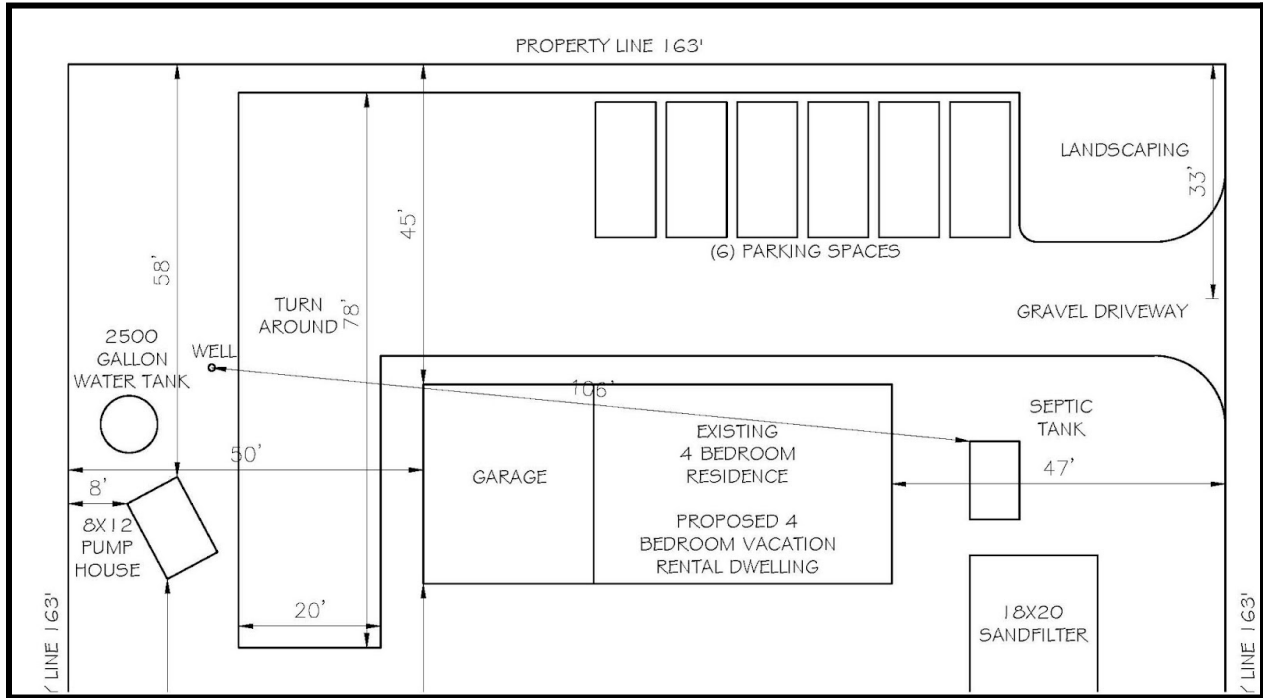 PROPERTY LINE 163'
LANDSCAPING
33'
45'
(6) PARKING SPACES
58'
TURN
AROUND
78'
GRAVEL DRIVEWAY
2500
GALLON
WATER TANK
WELL
106'
SEPTIC
TANK
EXISTING
4 BEDROOM
RESIDENCE
50'
GARAGE
47'
8'
PROPOSED 4
BEDROOM VACATION
RENTAL DWELLING
8X12
PUMP
HOUSE
20'
18X20
SANDFILTER
Y LINE 163'
Y LINE 163'